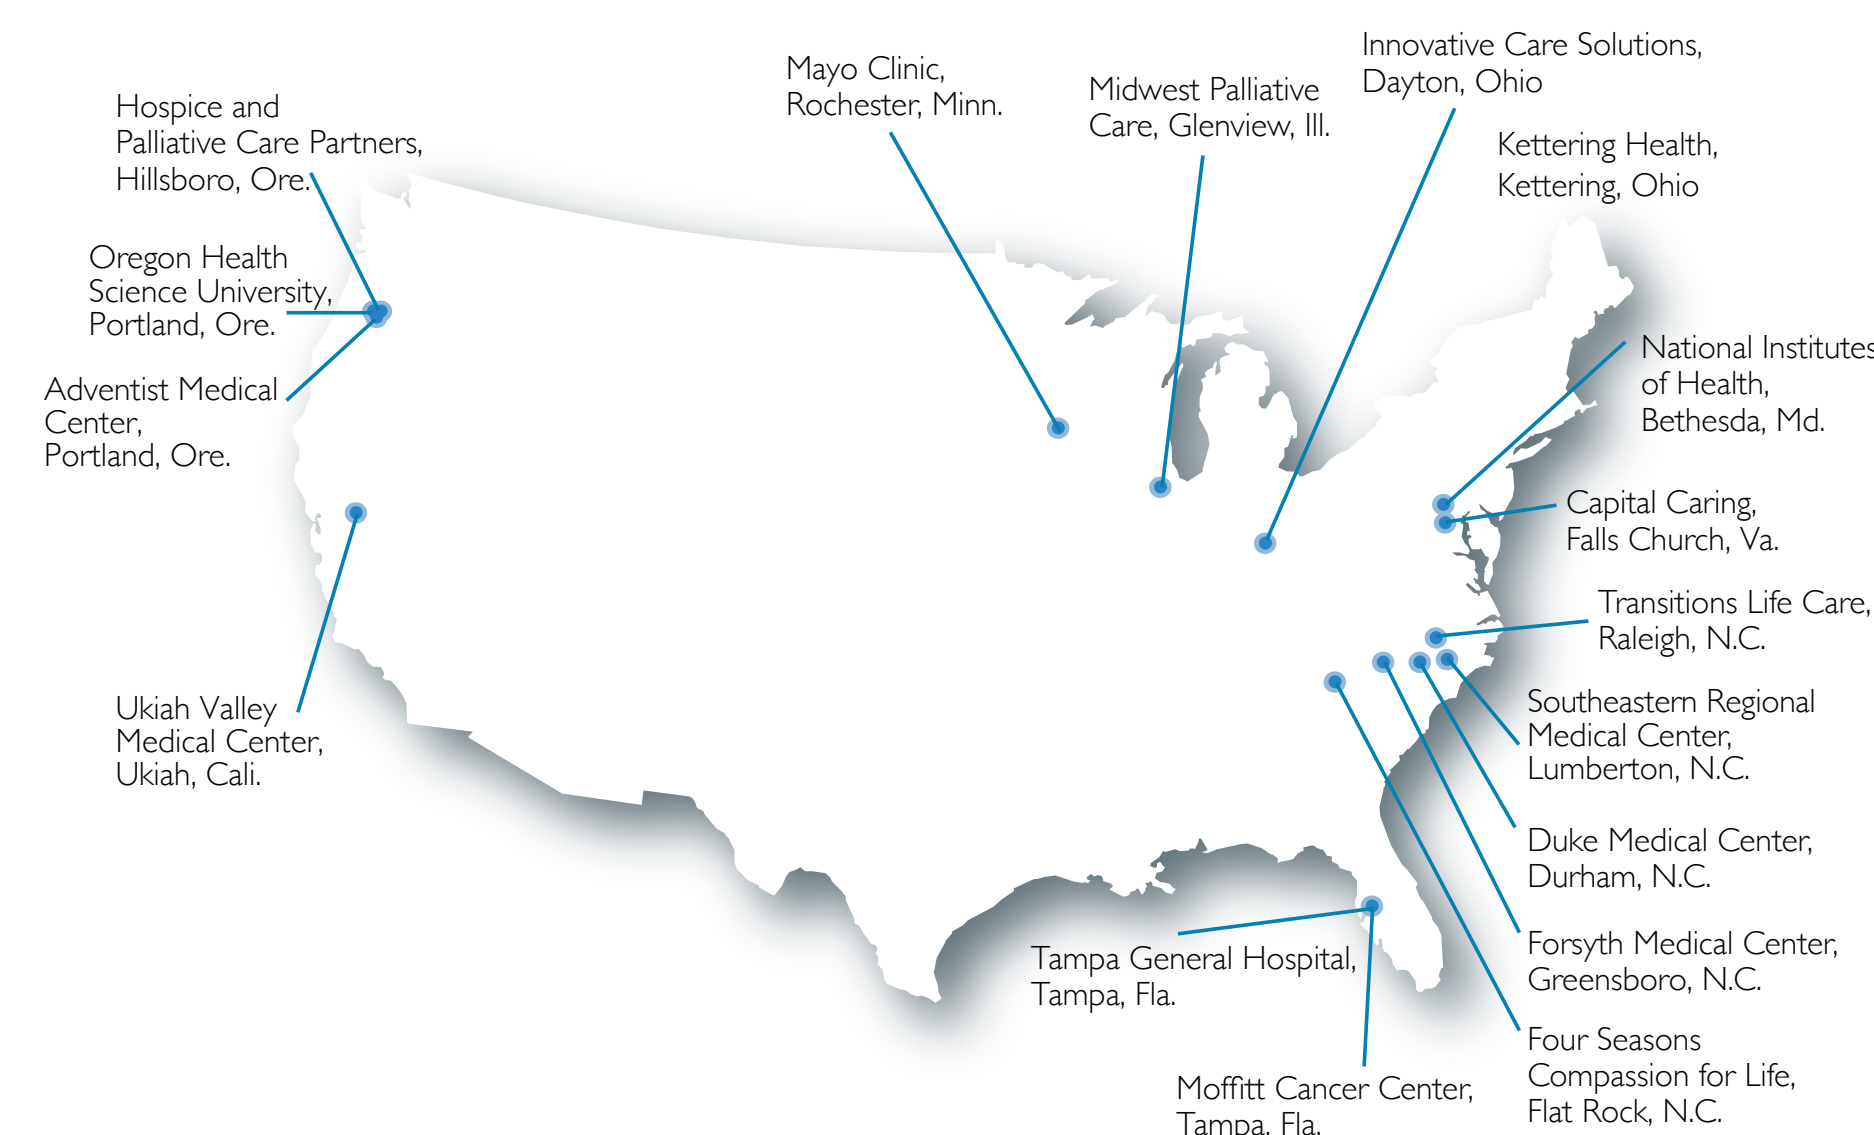 Innovative Care Solutions,
Dayton, Ohio
Mayo Clinic,
Rochester, Minn.
Midwest Palliative
Care, Glenview, Ill.
Hospice and
Palliative Care Partners,
Hillsboro, Ore.
Kettering Health,
Kettering, Ohio
Oregon Health
Science University,
Portland, Ore.
National Institutes
of Health,
Bethesda, Md.
Adventist Medical
Center,
Portland, Ore.
Capital Caring,
Falls Church, Va.
Transitions Life Care,
Raleigh, N.C.
Ukiah Valley
Medical Center,
Ukiah, Cali.
Southeastern Regional
Medical Center,
Lumberton, N.C.
Duke Medical Center,
Durham, N.C.
Forsyth Medical Center,
Greensboro, N.C.
Tampa General Hospital,
Tampa, Fla.
Four Seasons
Compassion for Life,
Flat Rock, N.C.
Moffitt Cancer Center,
Tampa, Fla.